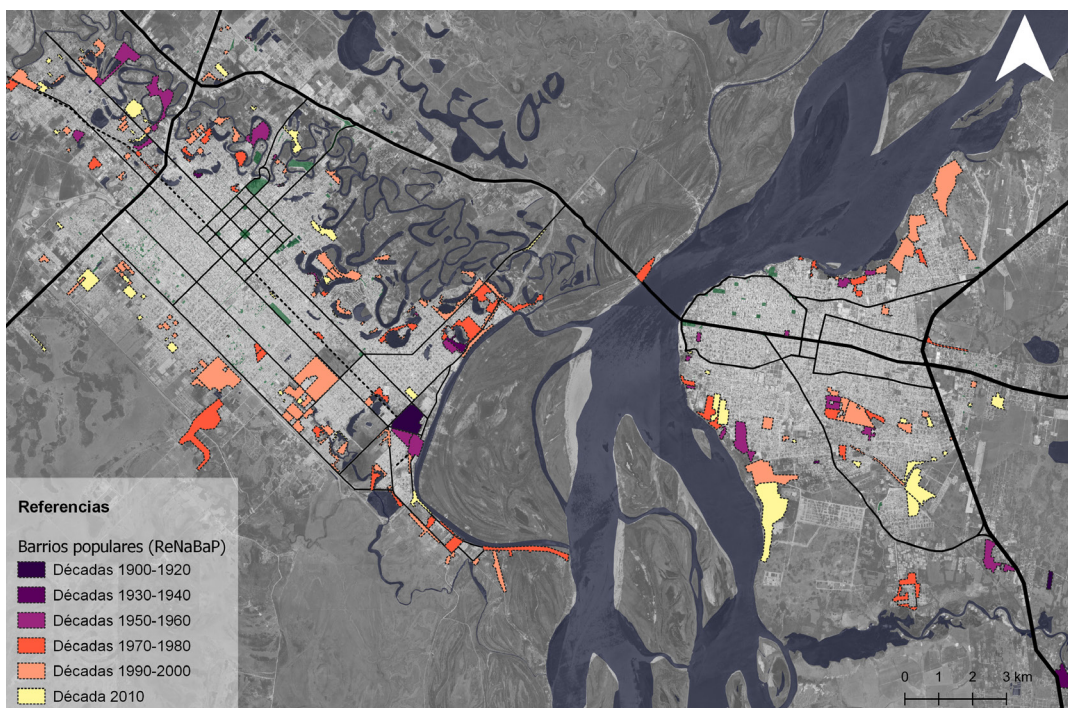 Referencias
Barrios populares (ReNaBaP)
Décadas 1900-1920
Décadas 1930-1940
Décadas 1950-1960
Décadas 1970-1980
Décadas 1990-2000
Década 2010
0 1 2 3 km